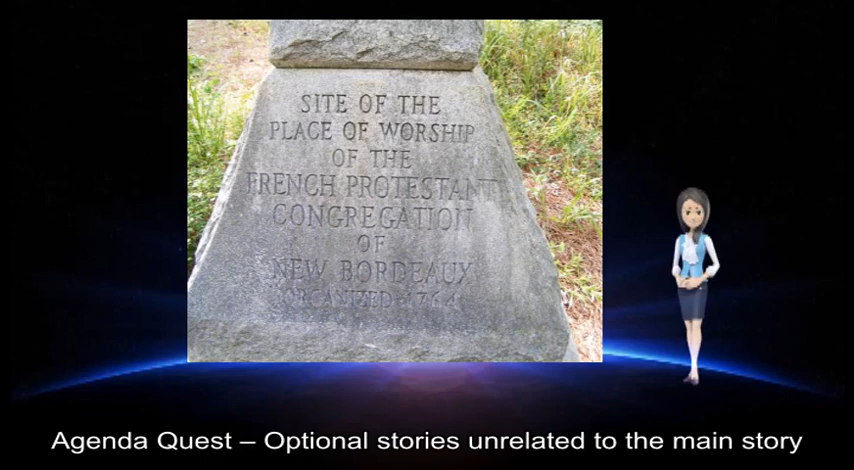 SITE OF THE
PLACE OF WORSHIP
OF THE
FRENCH PROTESTANT
CONGREGATION
OF
NEW BORDEAUX
ORGANIZED 1764
Agenda Quest – Optional stories unrelated to the main story